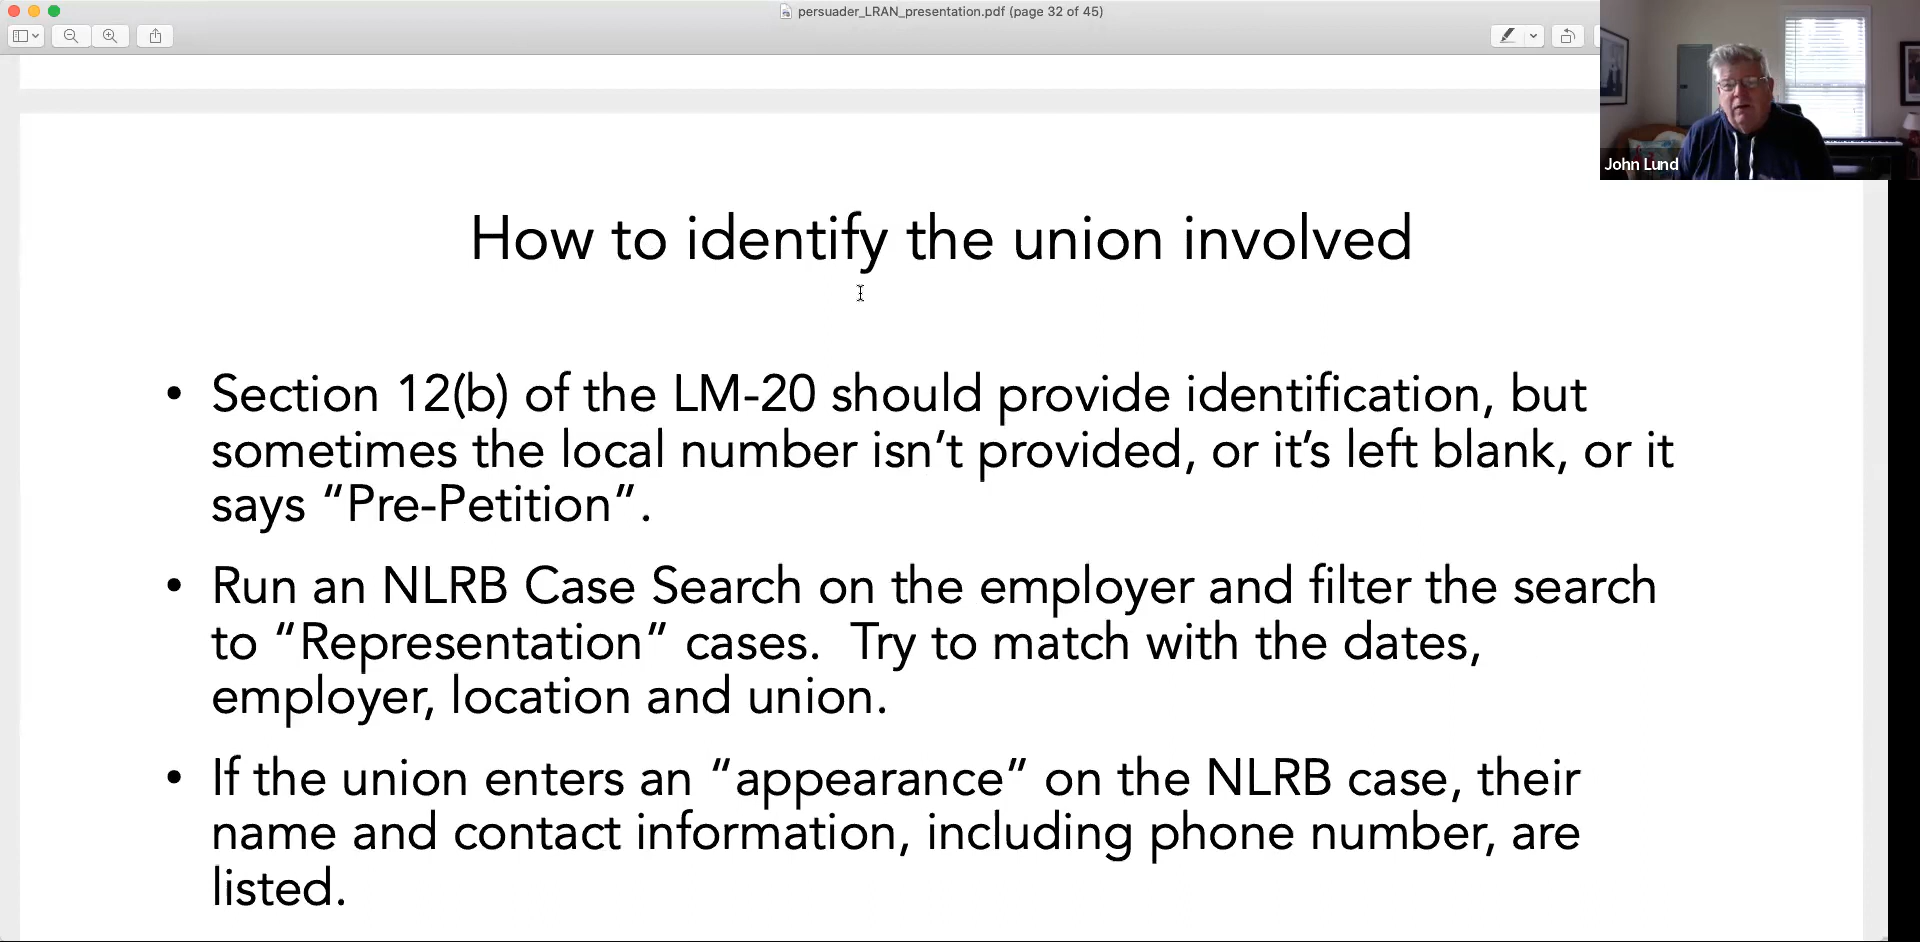 persuader_LRAN_presentation.pdf (page 32 of 45)
John Lund
How to identify the union involved
• Section 12(b) of the LM-20 should provide identification, but
sometimes the local number isn’t provided, or it’s left blank, or it
says “Pre-Petition”.
• Run an NLRB Case Search on the employer and filter the search
to “Representation” cases.  Try to match with the dates,
employer, location and union.
• If the union enters an “appearance” on the NLRB case, their
name and contact information, including phone number, are
listed.